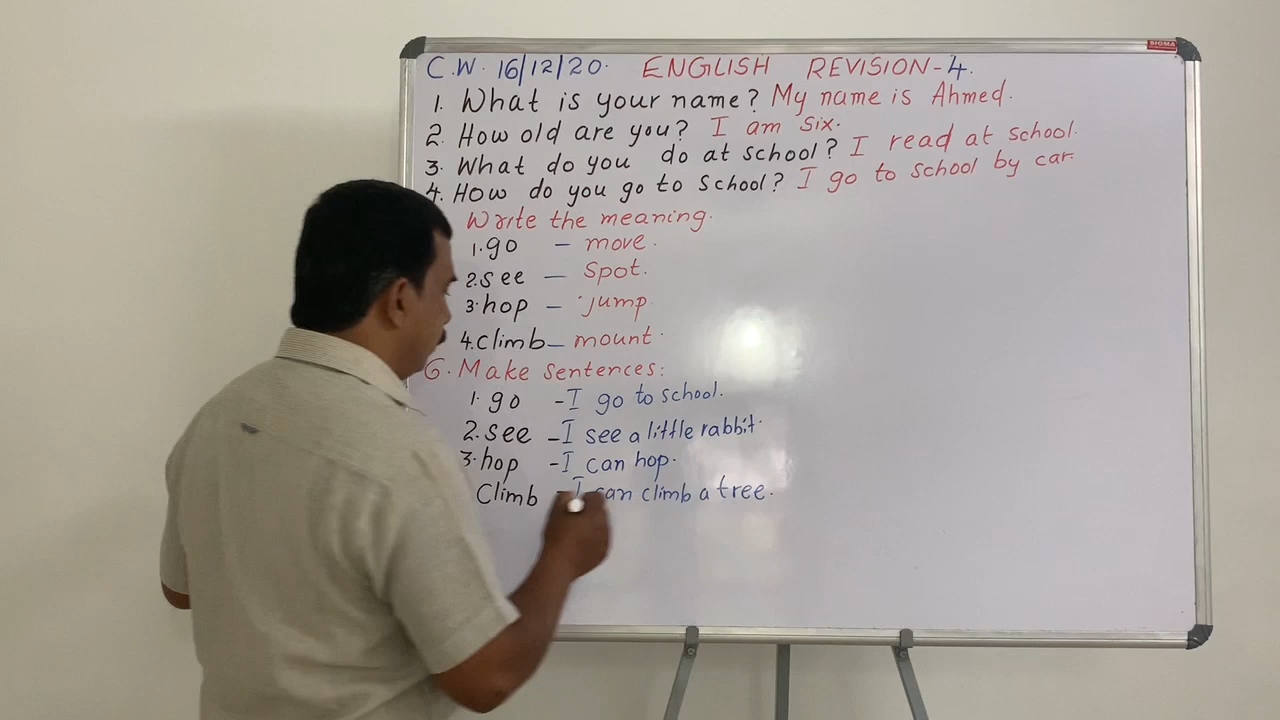 SIGMA
C.W. 16/12/20. ENGLISH REVISION-4.
1. What is your name? My name is Ahmed.
2. How old are you? I am six.
3. What do you do at school? I read at school.
4. How do you go to school? I go to school by car.
Write the meaning.
1. go - move.
2. see - spot.
3. hop - jump.
4. climb - mount.
6. Make sentences:
1. go - I go to school.
2. see - I see a little rabbit.
3. hop - I can hop.
Climb - I can climb a tree.